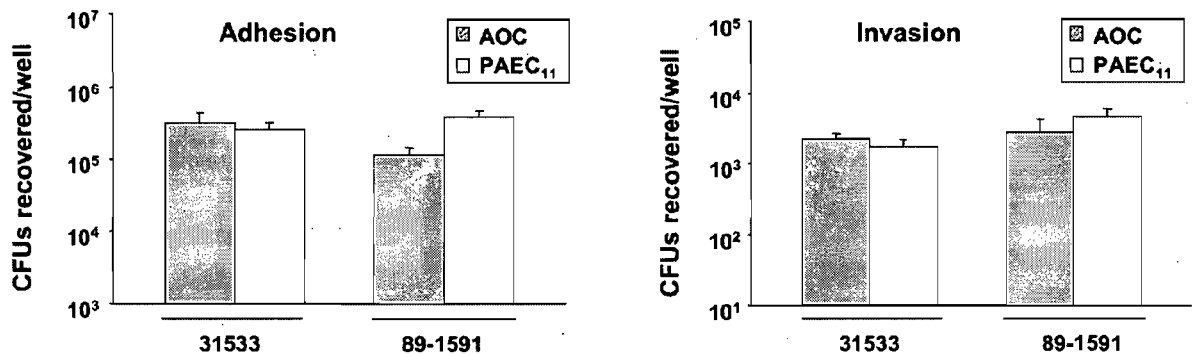 Adhesion
AOC
PAEC11
CFUs recovered/well
10^7
10^6
10^5
10^4
10^3
31533
89-1591
Invasion
AOC
PAEC11
CFUs recovered/well
10^5
10^4
10^3
10^2
10^1
31533
89-1591